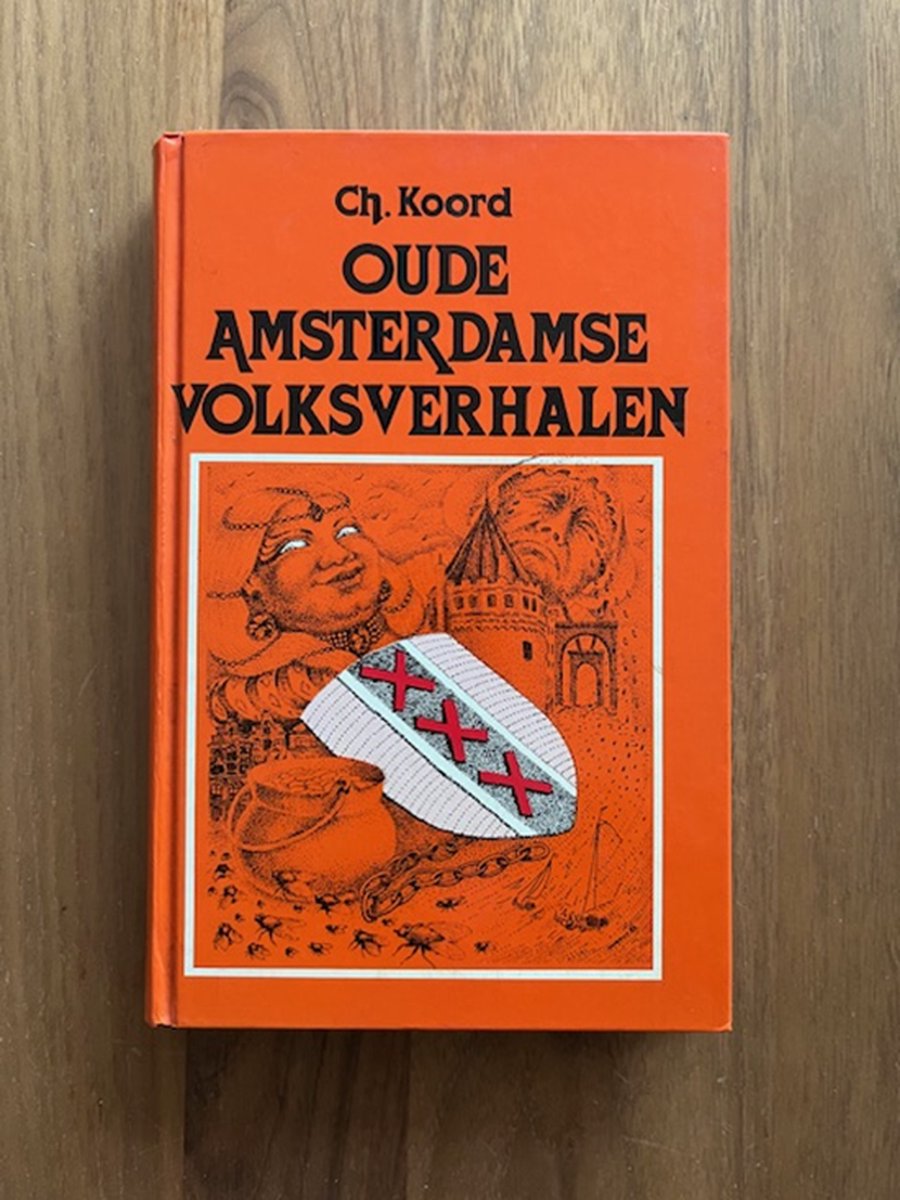 Ch. Koord
OUDE
AMSTERDAMSE
VOLKSVERHALEN